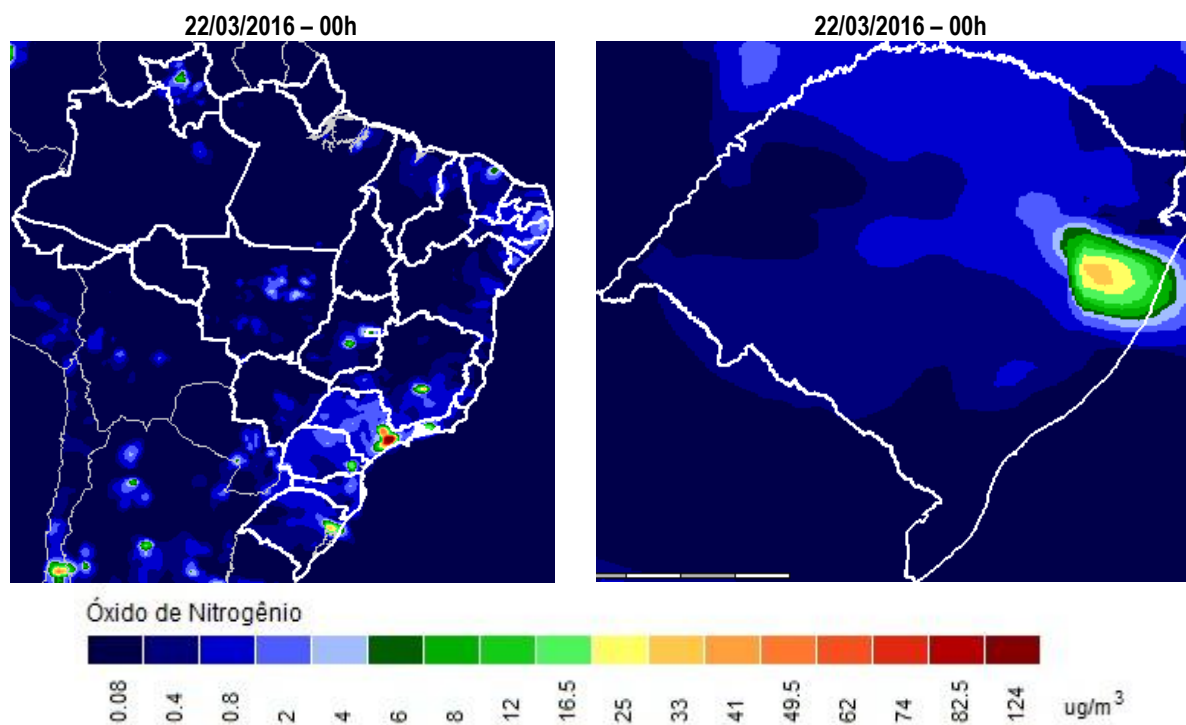 22/03/2016 – 00h
22/03/2016 – 00h
Óxido de Nitrogênio
0.08 0.4 0.8 2 4 6 8 12 16.5 25 33 41 49.5 62 74 82.5 124 ug/m³